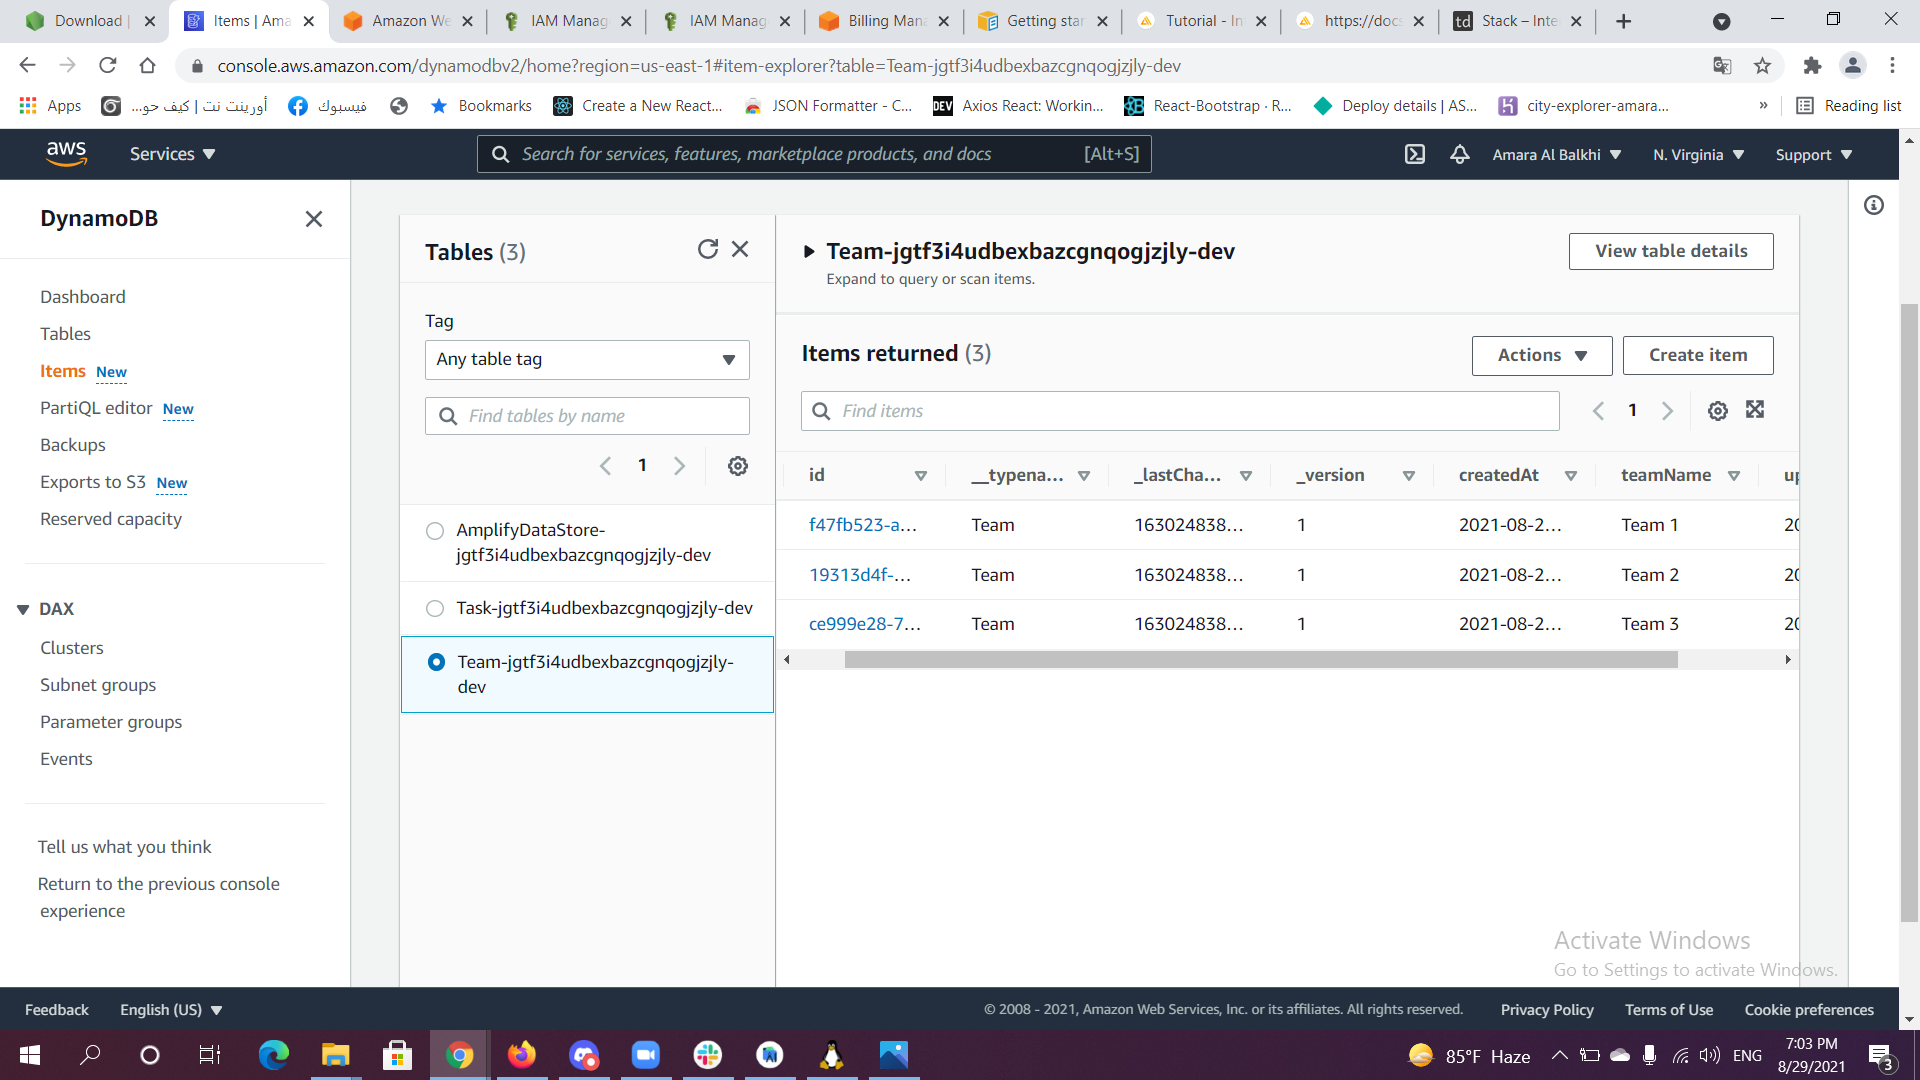 Download |
Items | Ama
Amazon We
IAM Manag
IAM Manag
Billing Mana
Getting star
Tutorial - In
https://docs
td Stack – Inte
console.aws.amazon.com/dynamodbv2/home?region=us-east-1#item-explorer?table=Team-jgtf3i4udbexbazcgnqogjzjly-dev
Apps
أورينت نت | كيف حو...
فيسبوك
Bookmarks
Create a New React...
JSON Formatter - C...
DEV Axios React: Workin...
React-Bootstrap · R...
Deploy details | AS...
city-explorer-amara...
»
Reading list
aws
Services
Search for services, features, marketplace products, and docs [Alt+S]
Amara Al Balkhi
N. Virginia
Support
DynamoDB
Dashboard
Tables
Items New
PartiQL editor New
Backups
Exports to S3 New
Reserved capacity
DAX
Clusters
Subnet groups
Parameter groups
Events
Tell us what you think
Return to the previous console
experience
Tables (3)
Tag
Any table tag
Find tables by name
1
AmplifyDataStore-
jgtf3i4udbexbazcgnqogjzjly-dev
Task-jgtf3i4udbexbazcgnqogjzjly-dev
Team-jgtf3i4udbexbazcgnqogjzjly-
dev
Team-jgtf3i4udbexbazcgnqogjzjly-dev
Expand to query or scan items.
View table details
Items returned (3)
Actions
Create item
Find items
1
id __typena... _lastCha... _version createdAt teamName up
f47fb523-a... Team 163024838... 1 2021-08-2... Team 1 20
19313d4f-... Team 163024838... 1 2021-08-2... Team 2 20
ce999e28-7... Team 163024838... 1 2021-08-2... Team 3 20
Activate Windows
Go to Settings to activate Windows.
Feedback
English (US)
© 2008 - 2021, Amazon Web Services, Inc. or its affiliates. All rights reserved.
Privacy Policy
Terms of Use
Cookie preferences
85°F Haze
ENG
7:03 PM
8/29/2021
3